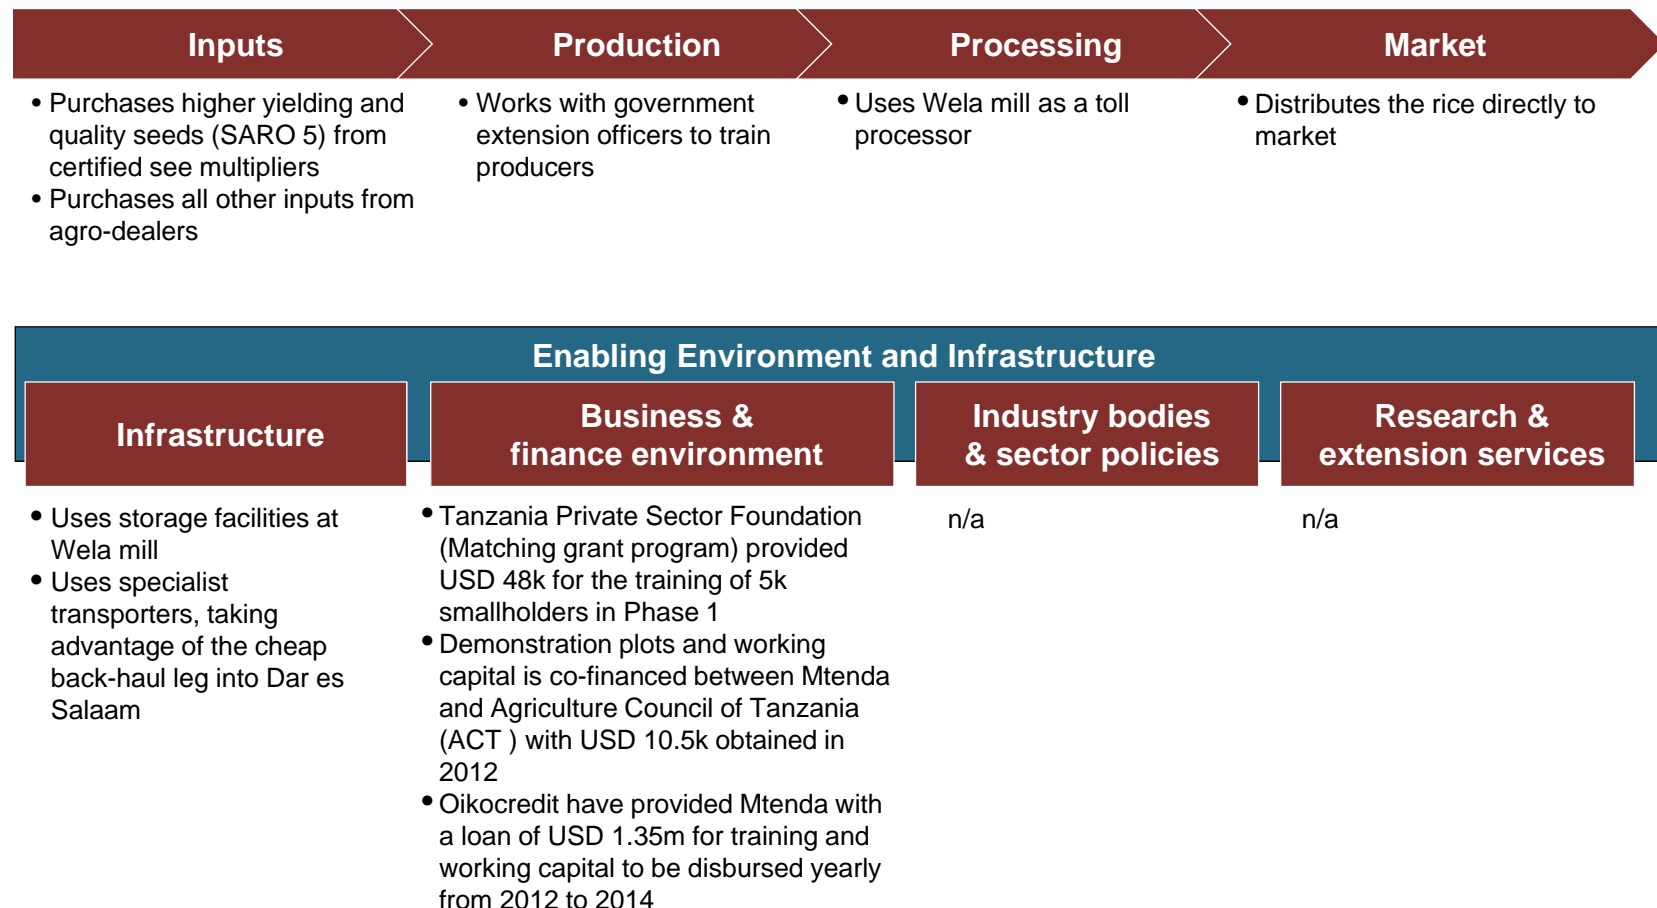 Inputs
Production
Processing
Market
• Purchases higher yielding and
quality seeds (SARO 5) from
certified see multipliers
• Purchases all other inputs from
agro-dealers
• Works with government
extension officers to train
producers
• Uses Wela mill as a toll
processor
• Distributes the rice directly to
market
Enabling Environment and Infrastructure
Infrastructure
Business &
finance environment
Industry bodies
& sector policies
Research &
extension services
• Uses storage facilities at
Wela mill
• Uses specialist
transporters, taking
advantage of the cheap
back-haul leg into Dar es
Salaam
• Tanzania Private Sector Foundation
(Matching grant program) provided
USD 48k for the training of 5k
smallholders in Phase 1
• Demonstration plots and working
capital is co-financed between Mtenda
and Agriculture Council of Tanzania
(ACT ) with USD 10.5k obtained in
2012
• Oikocredit have provided Mtenda with
a loan of USD 1.35m for training and
working capital to be disbursed yearly
from 2012 to 2014
n/a
n/a